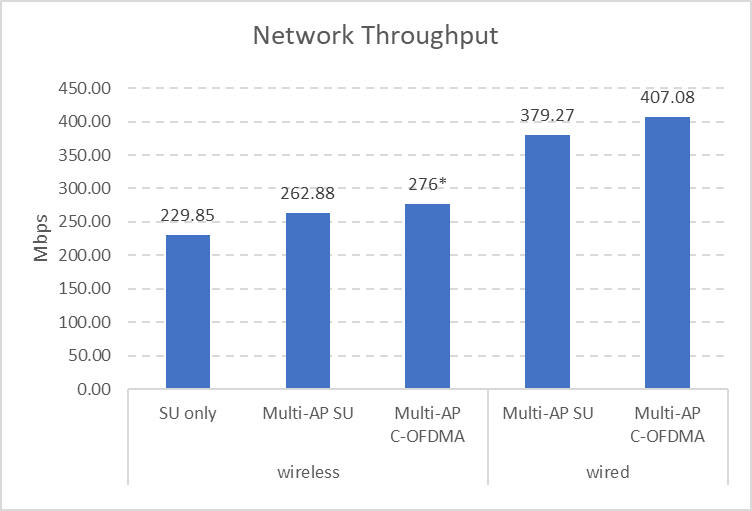 Network Throughput
Mbps
450.00
400.00
350.00
300.00
250.00
200.00
150.00
100.00
50.00
0.00
229.85
262.88
276*
379.27
407.08
SU only
Multi-AP SU
Multi-AP
C-OFDMA
Multi-AP SU
Multi-AP
C-OFDMA
wireless
wired